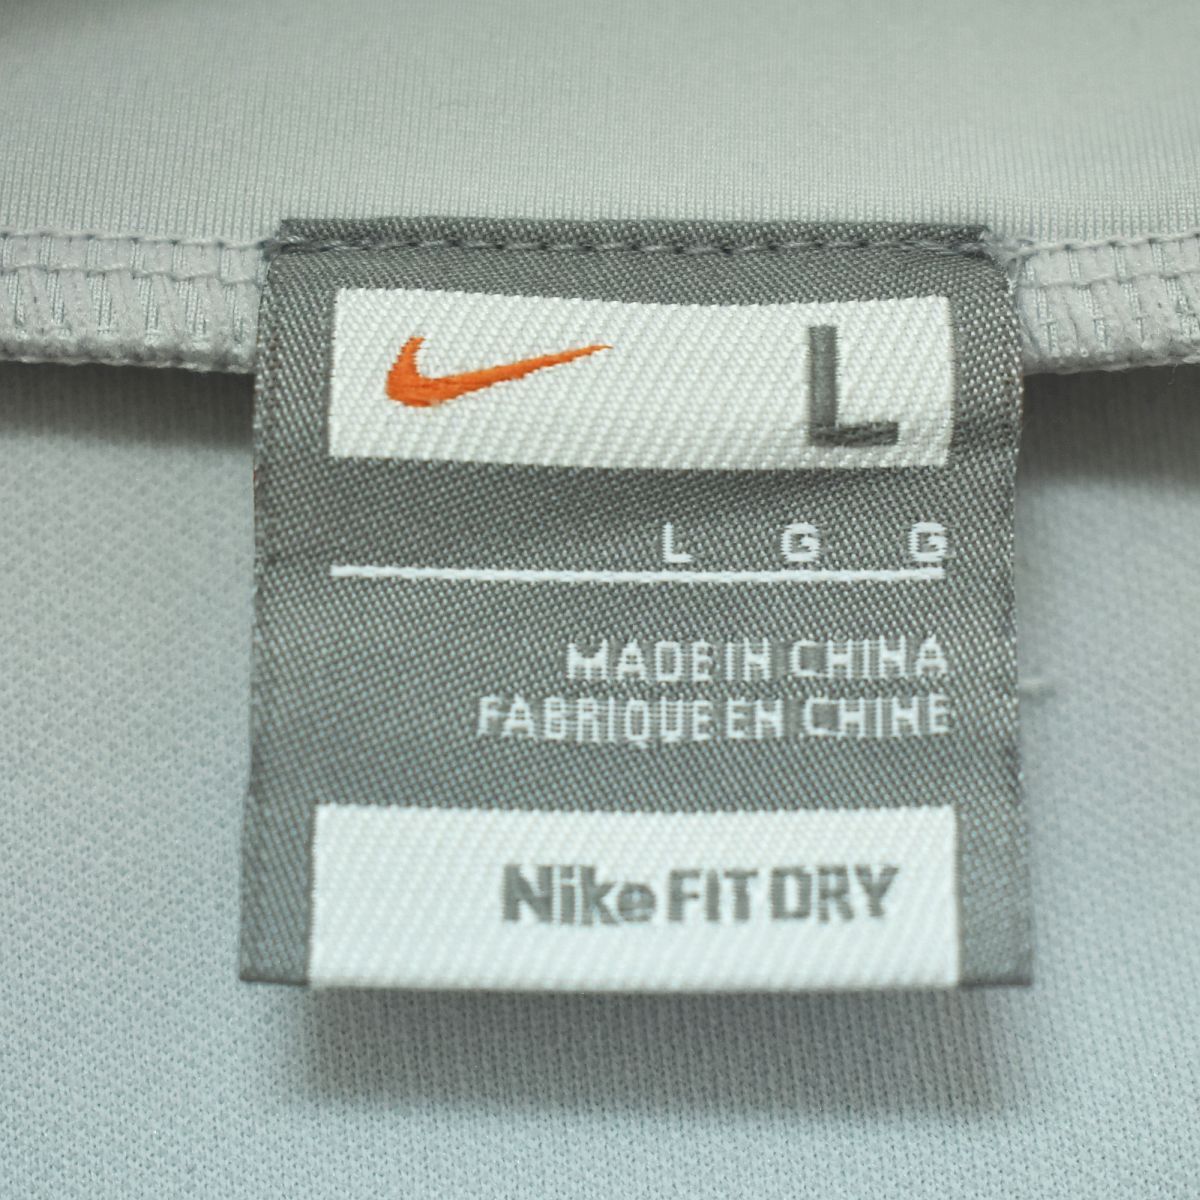 L
L G G
MADE IN CHINA
FABRIQUE EN CHINE
Nike FIT DRY